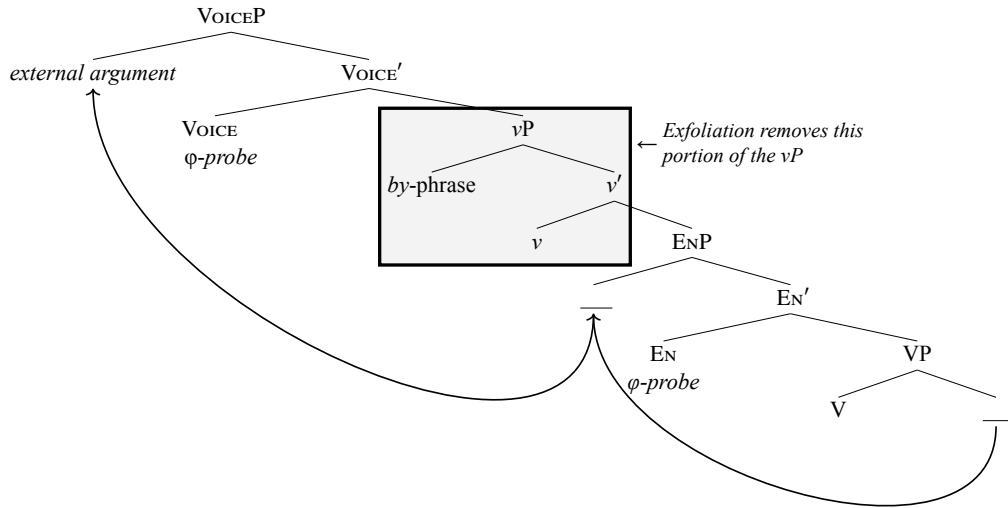 VOICEP
external argument
VOICE′
VOICE
φ-probe
vP
← Exfoliation removes this
portion of the vP
by-phrase
v′
v
ENP
EN′
EN
φ-probe
VP
V